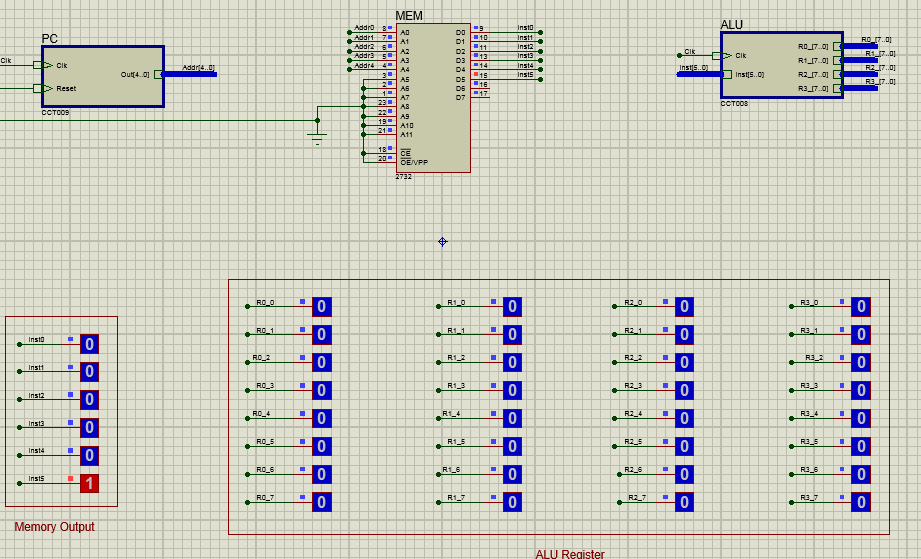 PC
Clk
Clk
Out[4..0]
Addr[4..0]
Reset
CCT009
MEM
Addr0 8 A0 D0 9 Inst0
Addr1 7 A1 D1 10 Inst1
Addr2 6 A2 D2 11 Inst2
Addr3 5 A3 D3 13 Inst3
Addr4 4 A4 D4 14 Inst4
3 A5 D5 15 Inst5
2 A6 D6 16
1 A7 D7 17
23 A8
22 A9
19 A10
21 A11
18 CE
20 OE/VPP
2732
ALU
Clk Clk
Inst[5..0] Inst[5..0]
R0_[7..0] R0_[7..0]
R1_[7..0] R1_[7..0]
R2_[7..0] R2_[7..0]
R3_[7..0] R3_[7..0]
CCT008
Inst0 0
Inst1 0
Inst2 0
Inst3 0
Inst4 0
Inst5 1
Memory Output
R0_0 0 R1_0 0 R2_0 0 R3_0 0
R0_1 0 R1_1 0 R2_1 0 R3_1 0
R0_2 0 R1_2 0 R2_2 0 R3_2 0
R0_3 0 R1_3 0 R2_3 0 R3_3 0
R0_4 0 R1_4 0 R2_4 0 R3_4 0
R0_5 0 R1_5 0 R2_5 0 R3_5 0
R0_6 0 R1_6 0 R2_6 0 R3_6 0
R0_7 0 R1_7 0 R2_7 0 R3_7 0
ALU Register